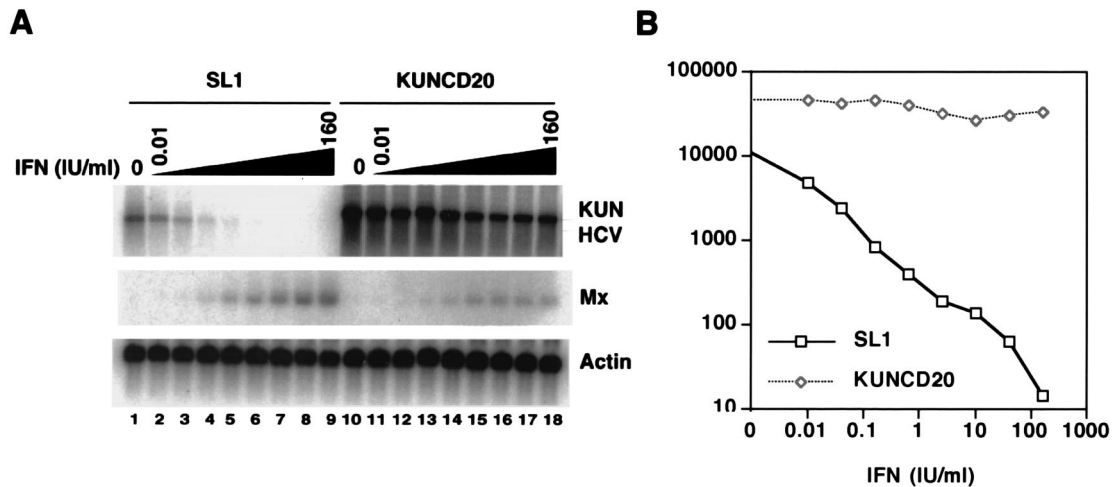 A
SL1 KUNCD20
IFN (IU/ml) 0 0.01 160 0 0.01 160
KUN
HCV
Mx
Actin
1 2 3 4 5 6 7 8 9 10 11 12 13 14 15 16 17 18
B
100000
10000
1000
100
10
SL1
KUNCD20
0 0.01 0.1 1 10 100 1000
IFN (IU/ml)